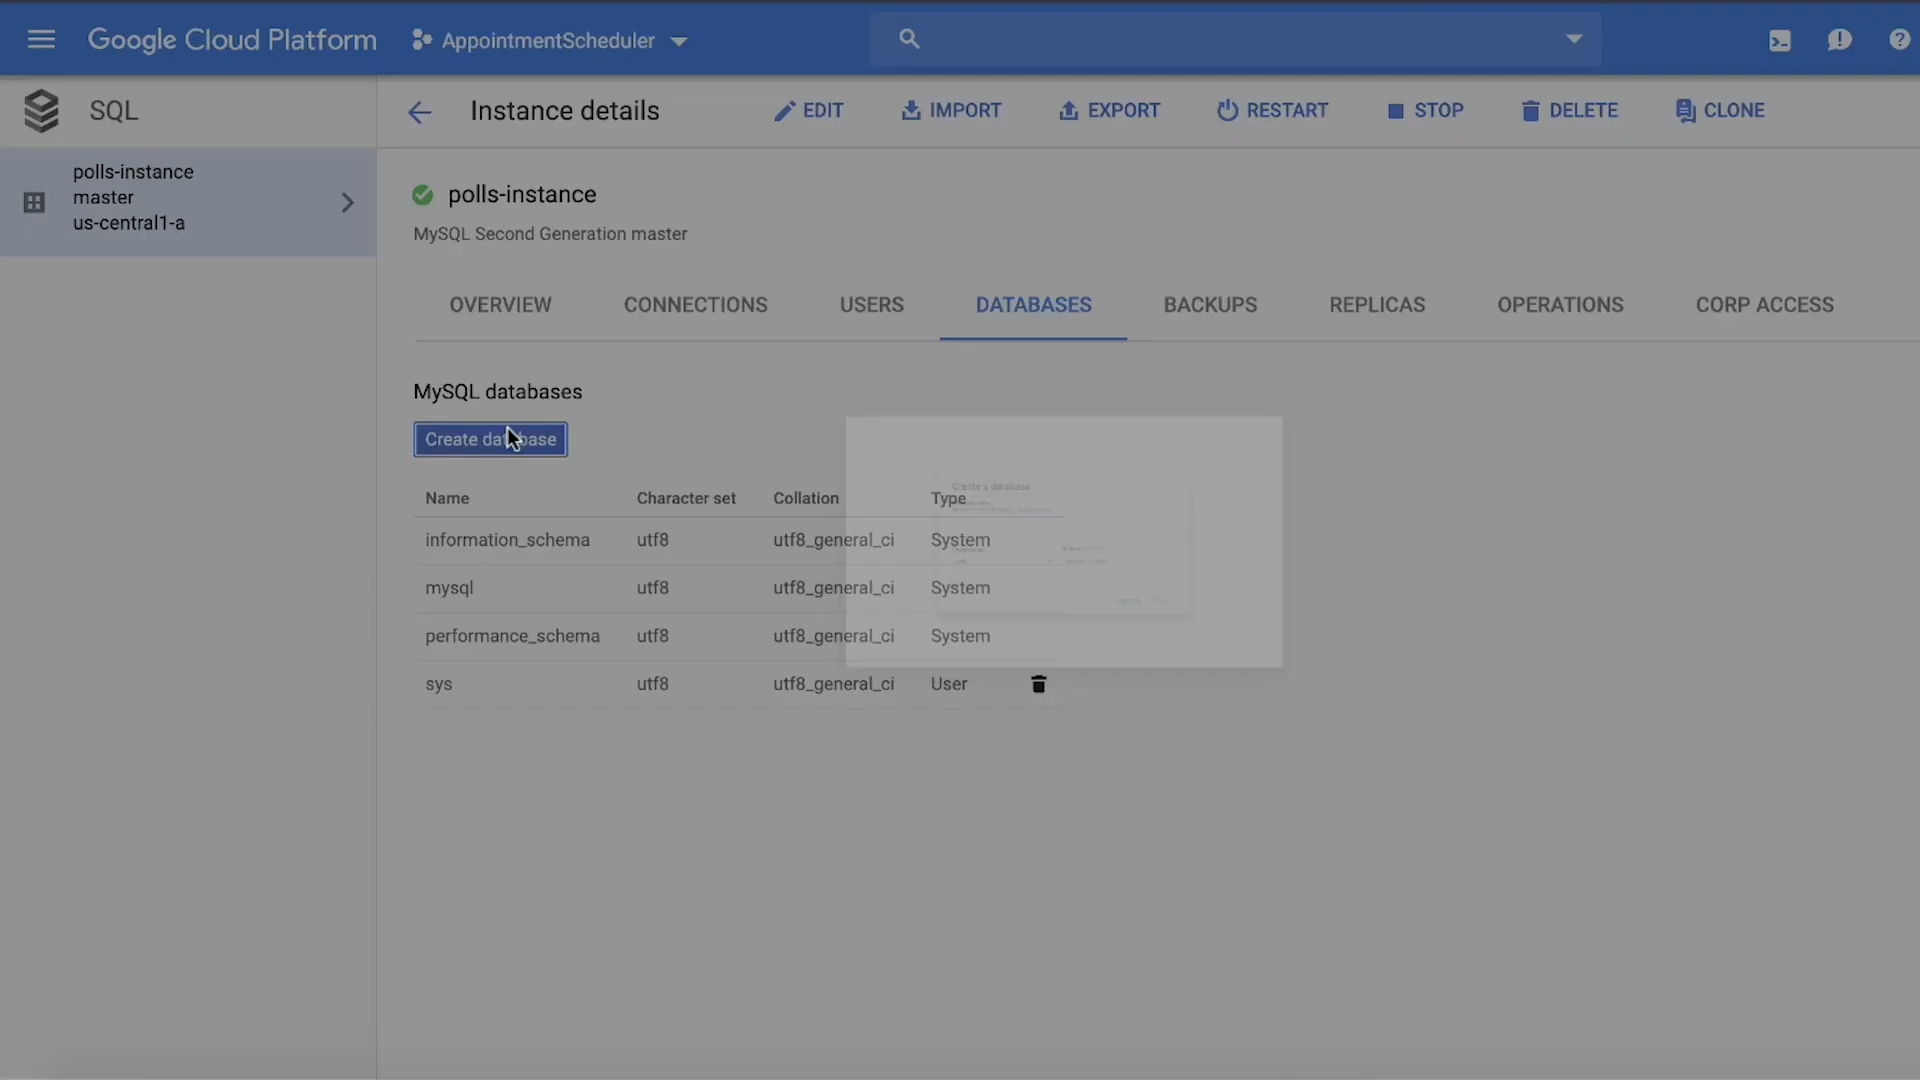 Google Cloud Platform
AppointmentScheduler
SQL
Instance details
EDIT
IMPORT
EXPORT
RESTART
STOP
DELETE
CLONE
polls-instance
master
us-central1-a
polls-instance
MySQL Second Generation master
OVERVIEW
CONNECTIONS
USERS
DATABASES
BACKUPS
REPLICAS
OPERATIONS
CORP ACCESS
MySQL databases
Create database
Name Character set Collation Type
information_schema utf8 utf8_general_ci System
mysql utf8 utf8_general_ci System
performance_schema utf8 utf8_general_ci System
sys utf8 utf8_general_ci User
Create a database